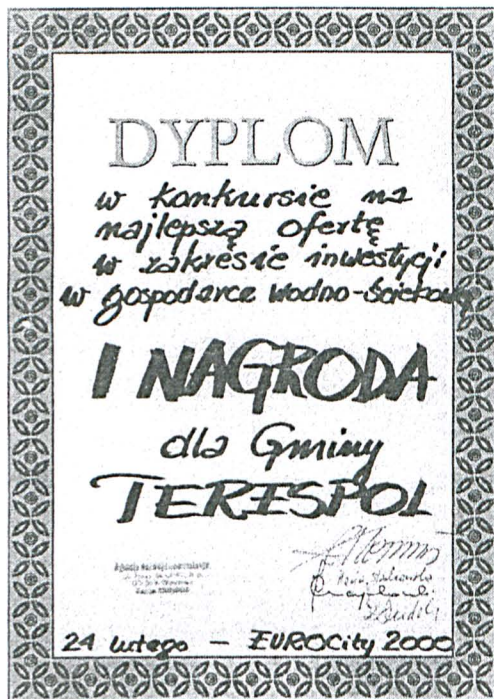 DYPLOM
w konkursie na
najlepszą ofertę
w zakresie inwestycji
w gospodarce wodno-ściekowej
I NAGRODA
dla Gminy
TERESPOL
24 lutego - EUROCity 2000